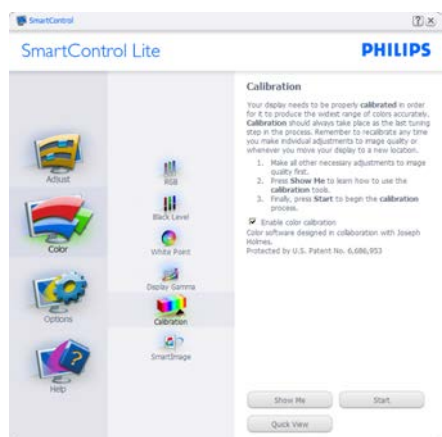 SmartControl
SmartControl Lite
PHILIPS
Adjust
Color
Options
Help
RGB
Black Level
White Point
Display Gamma
Calibration
SmartImage
Calibration
Your display needs to be properly calibrated in order
for it to produce the widest range of colors accurately.
Calibration should always take place as the last tuning
step in the process. Remember to recalibrate any time
you make individual adjustments to image quality or
whenever you move your display to a new location.
1. Make all other necessary adjustments to image
quality first.
2. Press Show Me to learn how to use the
calibration tools.
3. Finally, press Start to begin the calibration
process.
Enable color calibration
Color software designed in collaboration with Joseph
Holmes.
Protected by U.S. Patent No. 6,686,953
Show Me
Start
Quick View